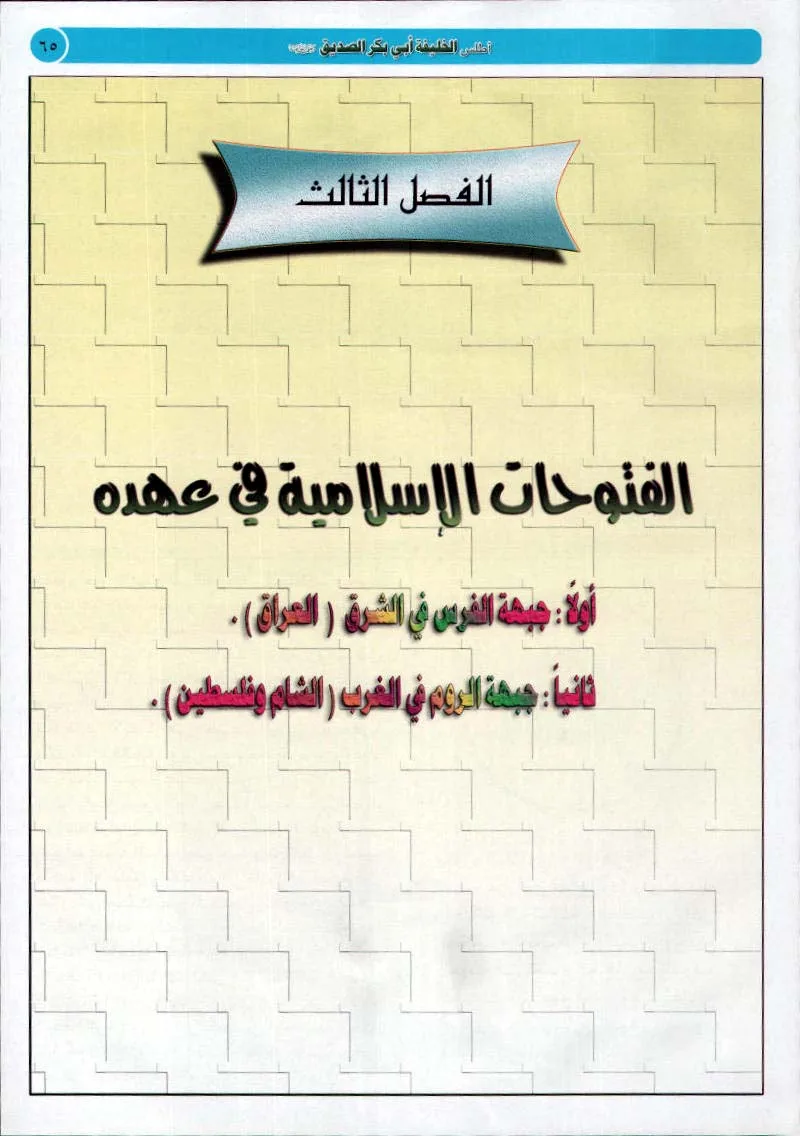 أطلس الخليفة أبي بكر الصديق
٦٥
الفصل الثالث
الفتوحات الإسلامية في عهده
أولًا : جبهة الفرس في الشرق ( العراق ) .
ثانياً : جبهة الروم في الغرب ( الشام وفلسطين ) .